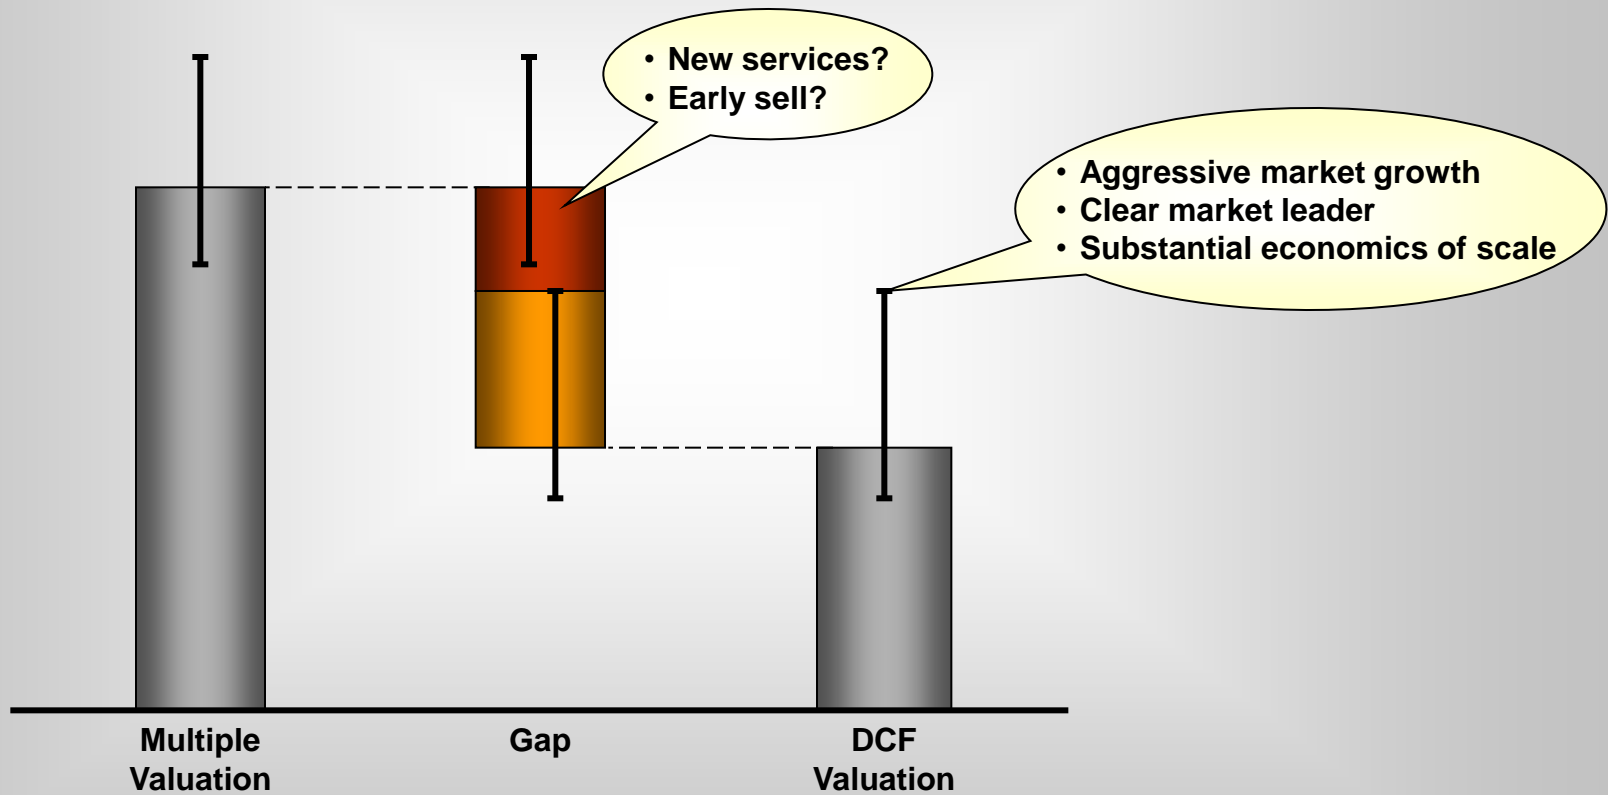 • New services?
• Early sell?
• Aggressive market growth
• Clear market leader
• Substantial economics of scale
Multiple
Valuation
Gap
DCF
Valuation